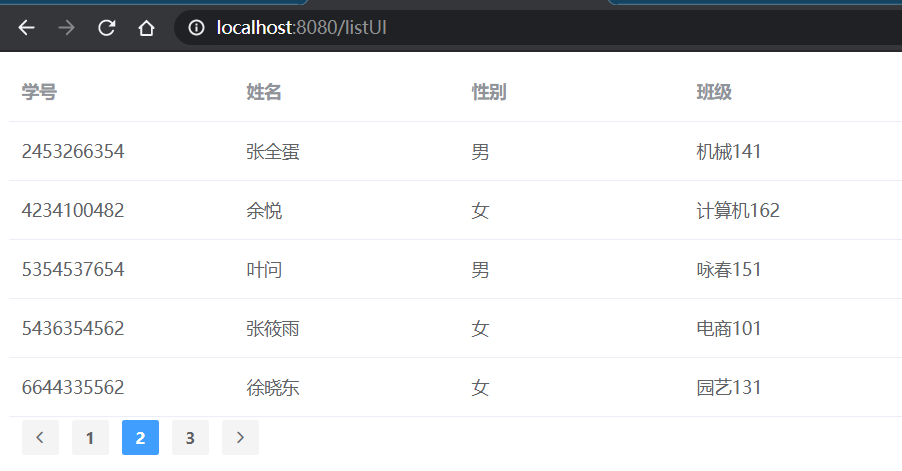 localhost:8080/listUI
学号 姓名 性别 班级
2453266354 张全蛋 男 机械141
4234100482 余悦 女 计算机162
5354537654 叶问 男 咏春151
5436354562 张筱雨 女 电商101
6644335562 徐晓东 女 园艺131
1 2 3